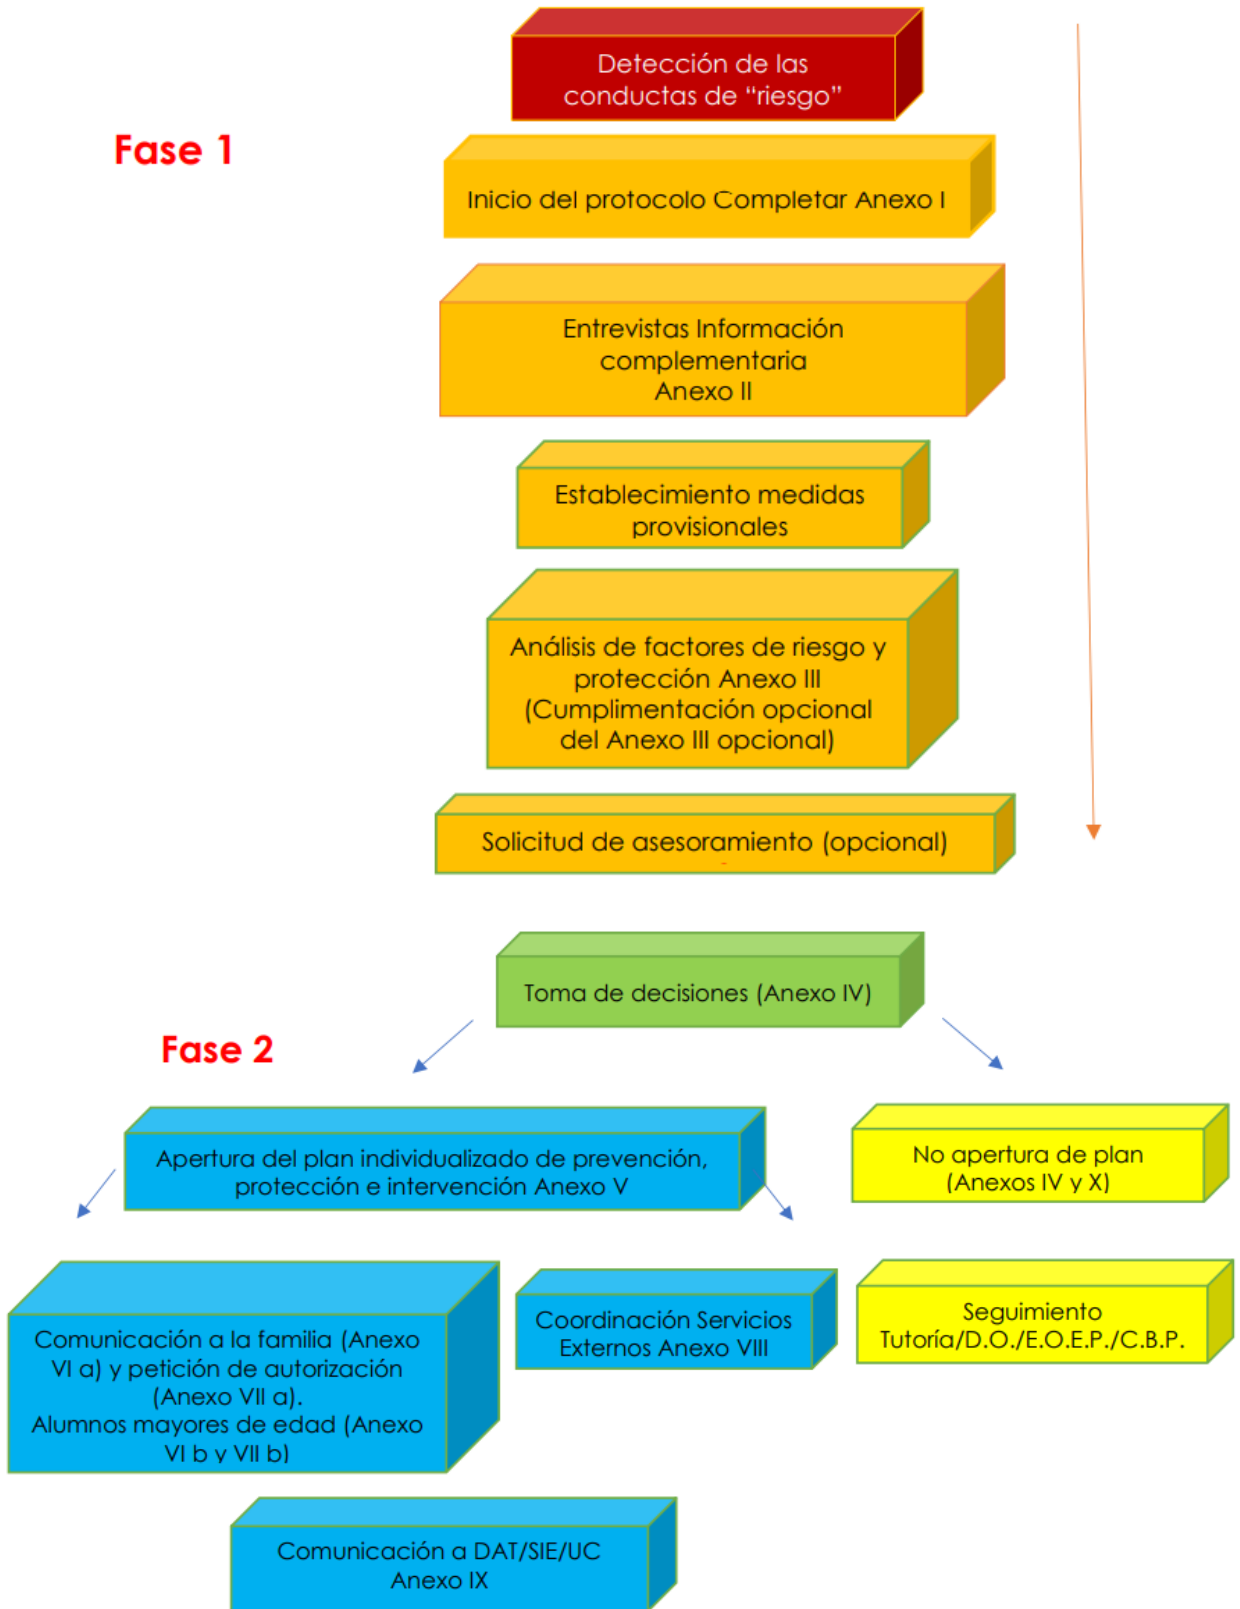 Detección de las
conductas de “riesgo”
Fase 1
Inicio del protocolo Completar Anexo I
Entrevistas Información
complementaria
Anexo II
Establecimiento medidas
provisionales
Análisis de factores de riesgo y
protección Anexo III
(Cumplimentación opcional
del Anexo III opcional)
Solicitud de asesoramiento (opcional)
Toma de decisiones (Anexo IV)
Fase 2
Apertura del plan individualizado de prevención,
protección e intervención Anexo V
No apertura de plan
(Anexos IV y X)
Comunicación a la familia (Anexo
VI a) y petición de autorización
(Anexo VII a).
Alumnos mayores de edad (Anexo
VI b y VII b)
Coordinación Servicios
Externos Anexo VIII
Seguimiento
Tutoría/D.O./E.O.E.P./C.B.P.
Comunicación a DAT/SIE/UC
Anexo IX